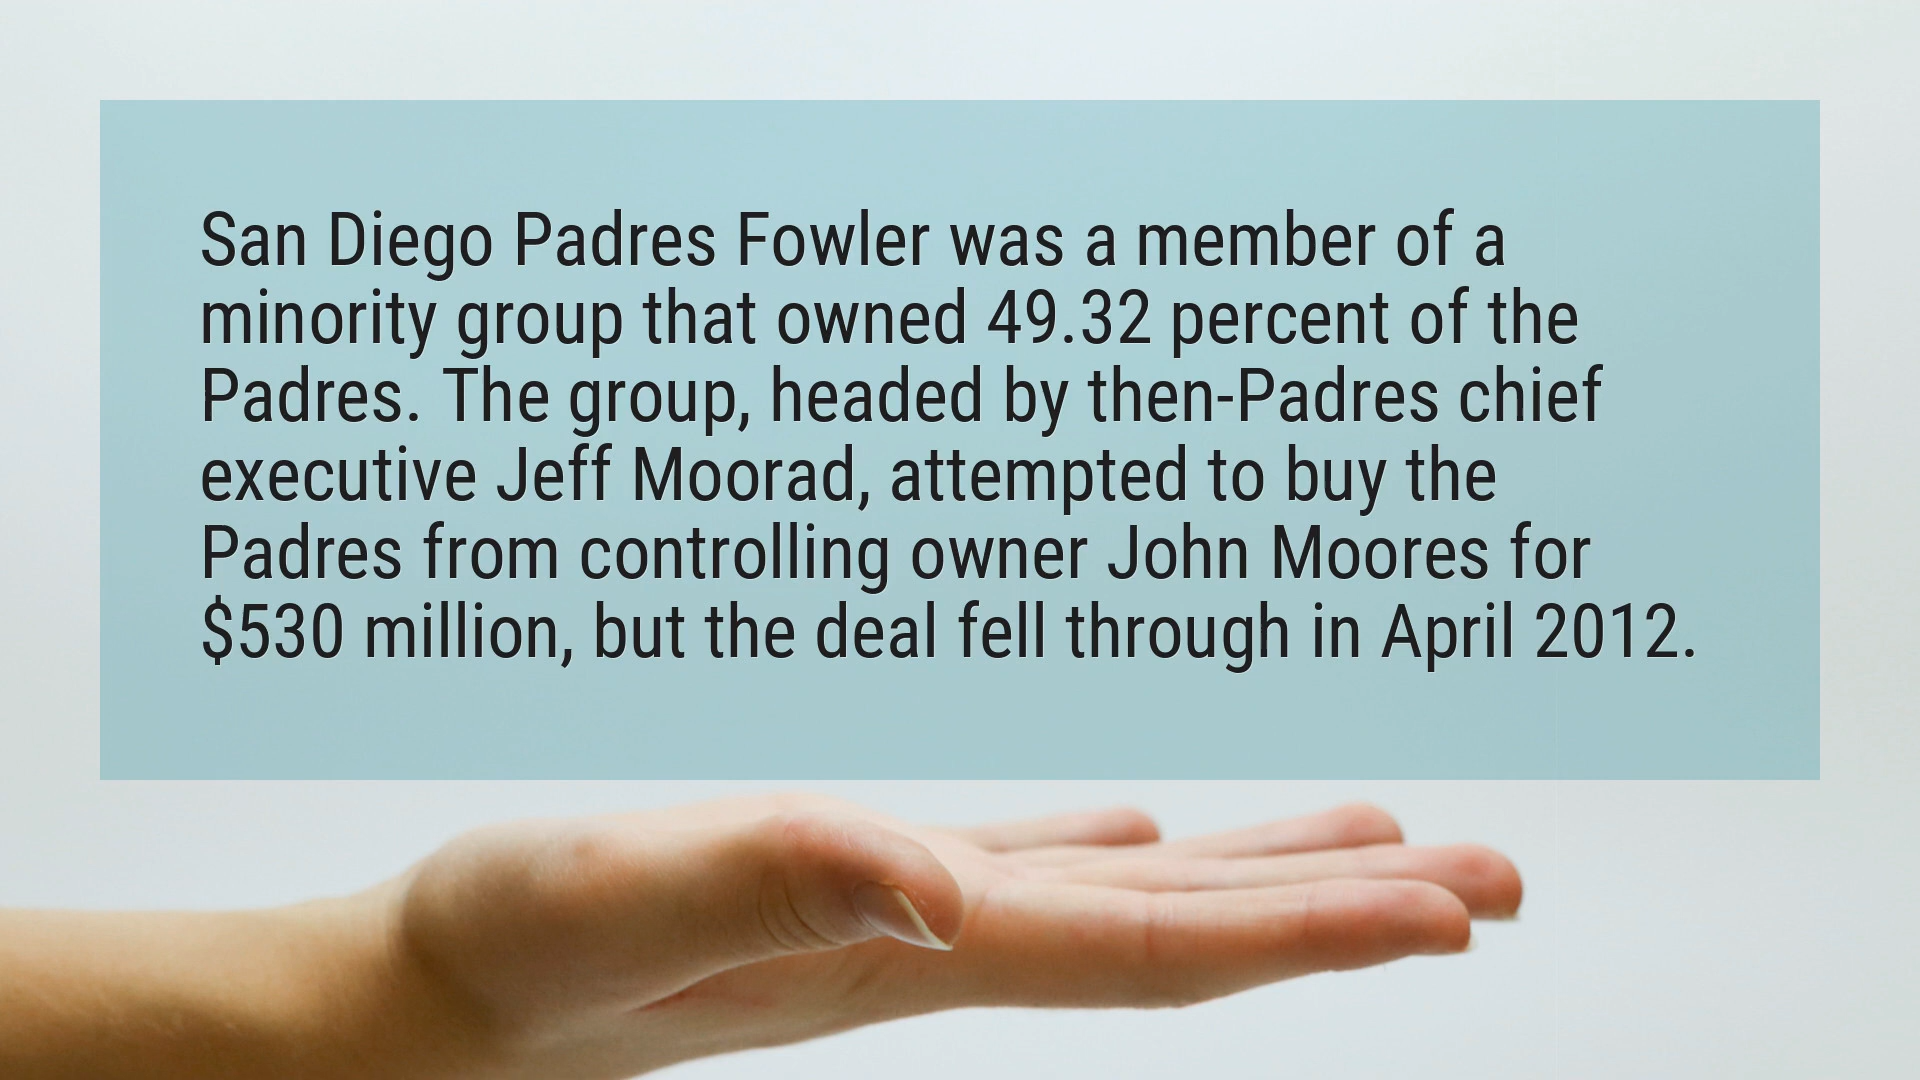 San Diego Padres Fowler was a member of a
minority group that owned 49.32 percent of the
Padres. The group, headed by then-Padres chief
executive Jeff Moorad, attempted to buy the
Padres from controlling owner John Moores for
$530 million, but the deal fell through in April 2012.